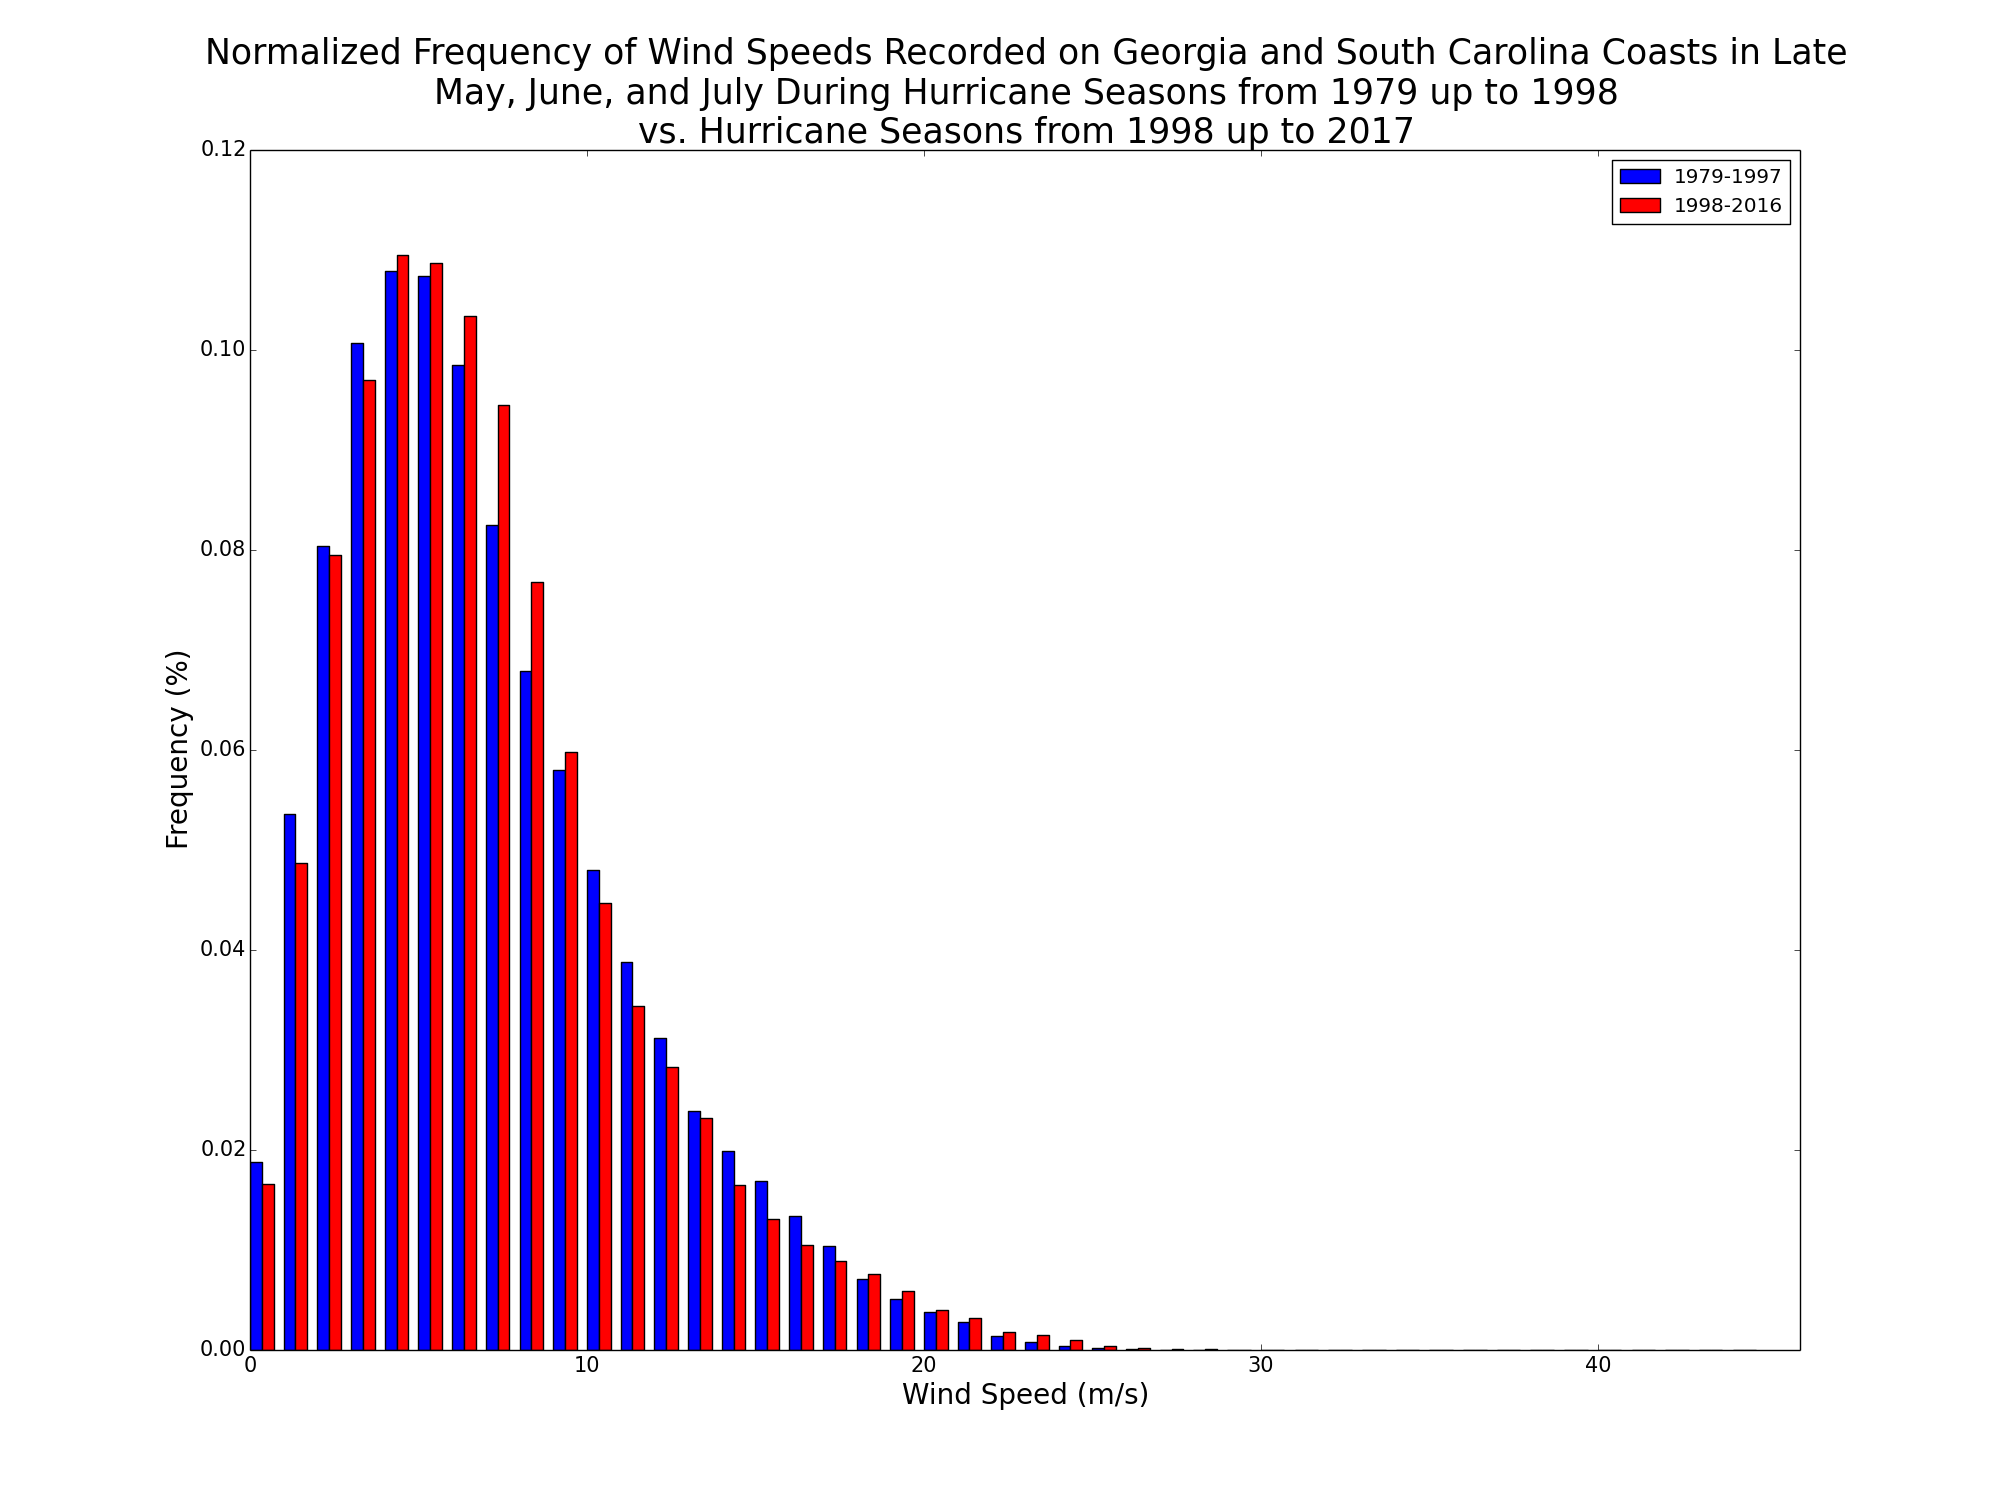 Normalized Frequency of Wind Speeds Recorded on Georgia and South Carolina Coasts in Late
May, June, and July During Hurricane Seasons from 1979 up to 1998
vs. Hurricane Seasons from 1998 up to 2017
1979-1997
1998-2016
0.12
0.10
0.08
0.06
0.04
0.02
0.00
Frequency (%)
0 10 20 30 40
Wind Speed (m/s)